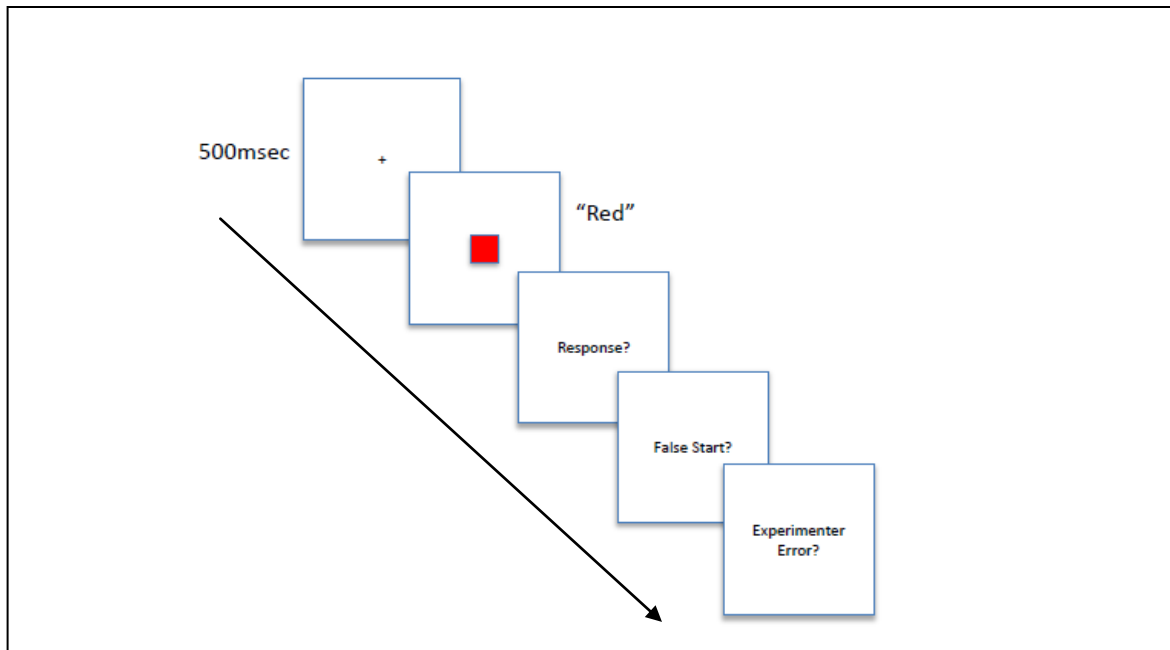 500msec
+
“Red”
Response?
False Start?
Experimenter
Error?